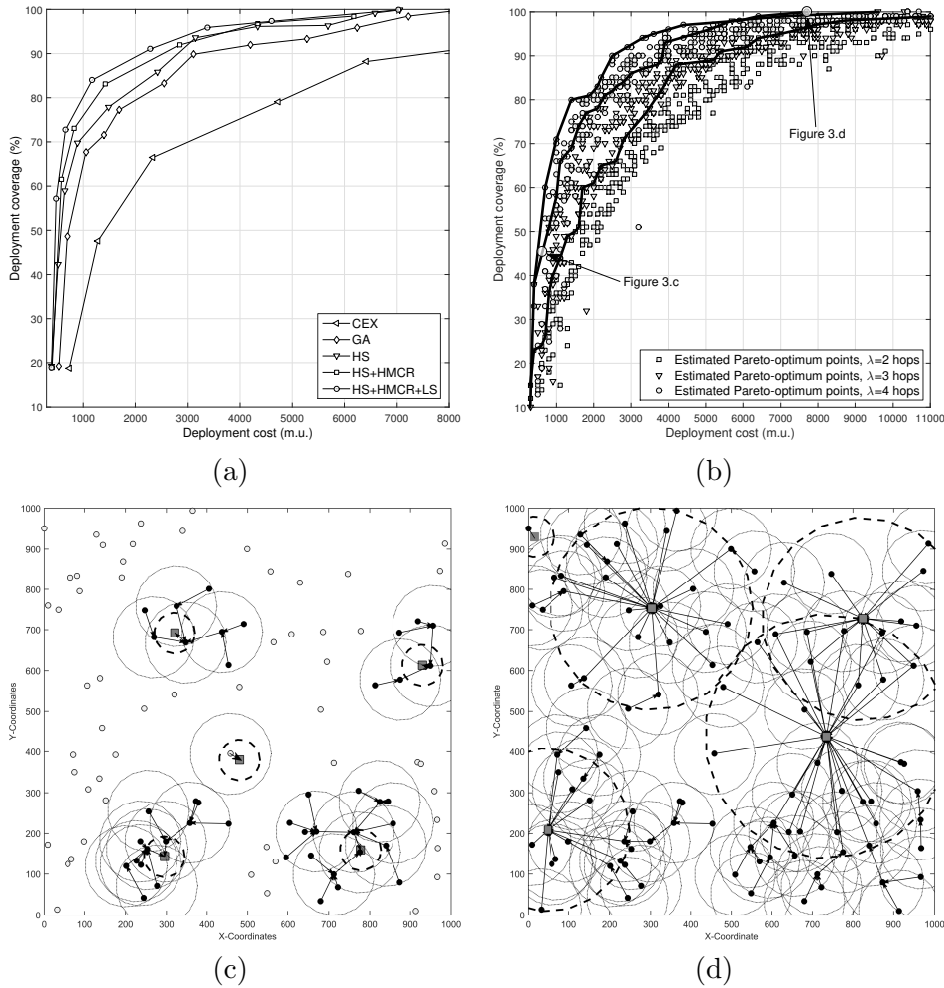 100
90
80
70
60
50
40
30
20
10
Deployment coverage (%)
1000 2000 3000 4000 5000 6000 7000 8000
Deployment cost (m.u.)
CEX
GA
HS
HS+HMCR
HS+HMCR+LS
(a)
100
90
80
70
60
50
40
30
20
10
Deployment coverage (%)
Figure 3.d
Figure 3.c
Estimated Pareto-optimum points, λ=2 hops
Estimated Pareto-optimum points, λ=3 hops
Estimated Pareto-optimum points, λ=4 hops
1000 2000 3000 4000 5000 6000 7000 8000 9000 10000 11000
Deployment cost (m.u.)
(b)
1000
900
800
700
600
500
400
300
200
100
0
Y-Coordinates
0 100 200 300 400 500 600 700 800 900 1000
X-Coordinates
(c)
1000
900
800
700
600
500
400
300
200
100
0
Y-Coordinate
0 100 200 300 400 500 600 700 800 900 1000
X-Coordinate
(d)